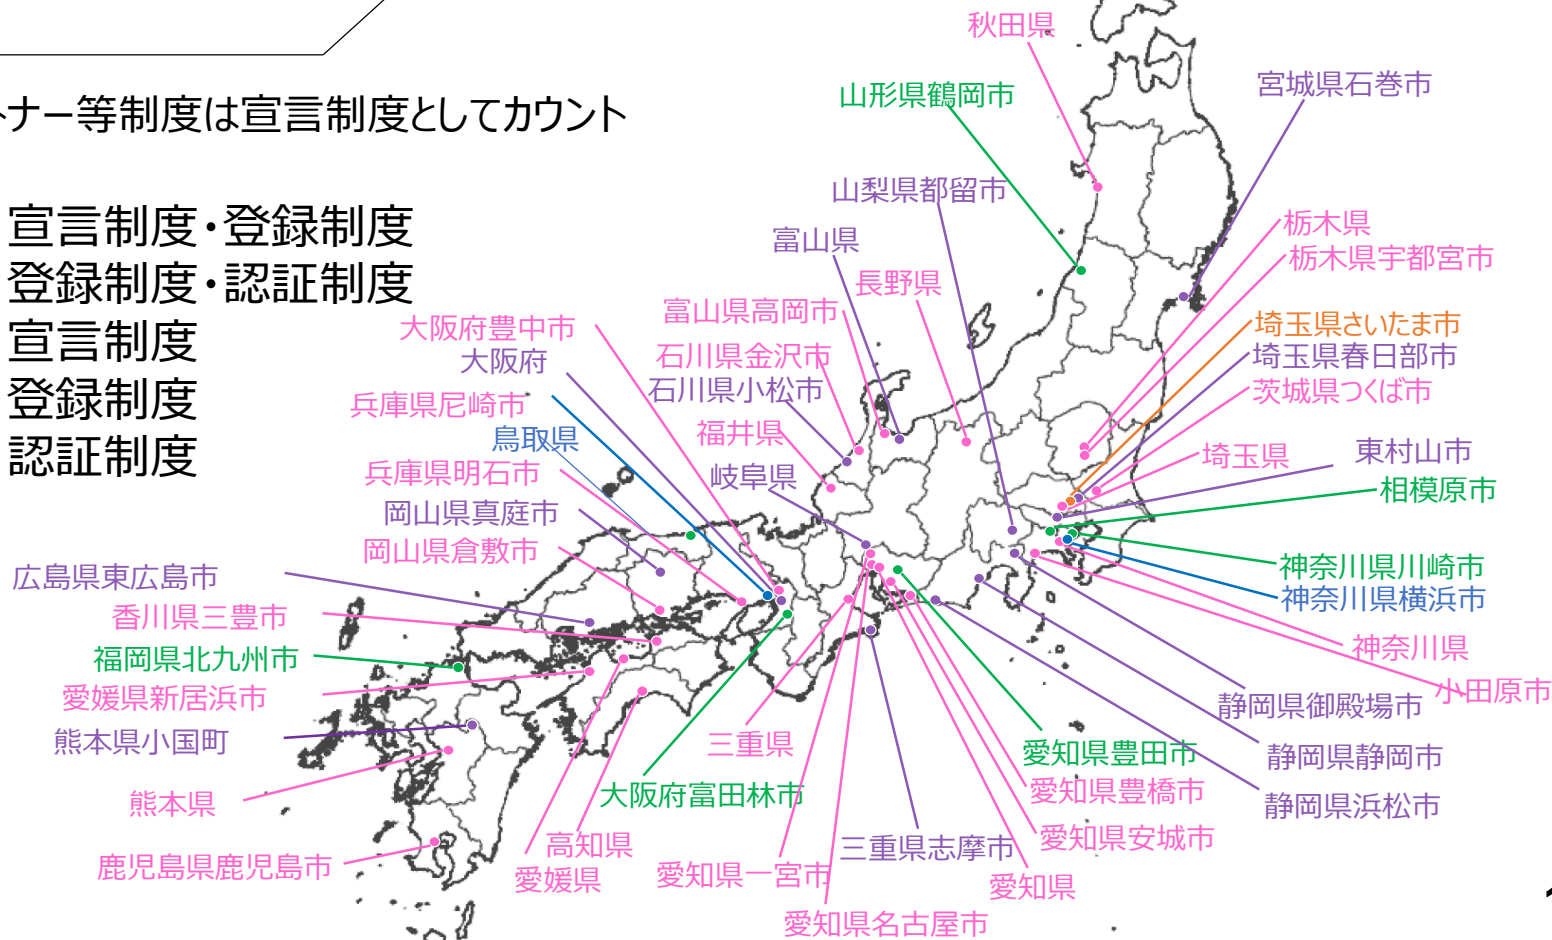 トナー等制度は宣言制度としてカウント
宣言制度・登録制度
登録制度・認証制度
宣言制度
登録制度
認証制度
秋田県
山形県鶴岡市
宮城県石巻市
山梨県都留市
富山県
長野県
富山県高岡市
石川県金沢市
石川県小松市
福井県
岐阜県
栃木県
栃木県宇都宮市
埼玉県さいたま市
埼玉県春日部市
茨城県つくば市
埼玉県
東村山市
相模原市
神奈川県川崎市
神奈川県横浜市
神奈川県
小田原市
静岡県御殿場市
静岡県静岡市
静岡県浜松市
大阪府豊中市
大阪府
兵庫県尼崎市
鳥取県
兵庫県明石市
岡山県真庭市
岡山県倉敷市
広島県東広島市
香川県三豊市
福岡県北九州市
愛媛県新居浜市
熊本県小国町
熊本県
鹿児島県鹿児島市
高知県
愛媛県
大阪府富田林市
三重県
愛知県一宮市
愛知県名古屋市
三重県志摩市
愛知県
愛知県安城市
愛知県豊橋市
愛知県豊田市